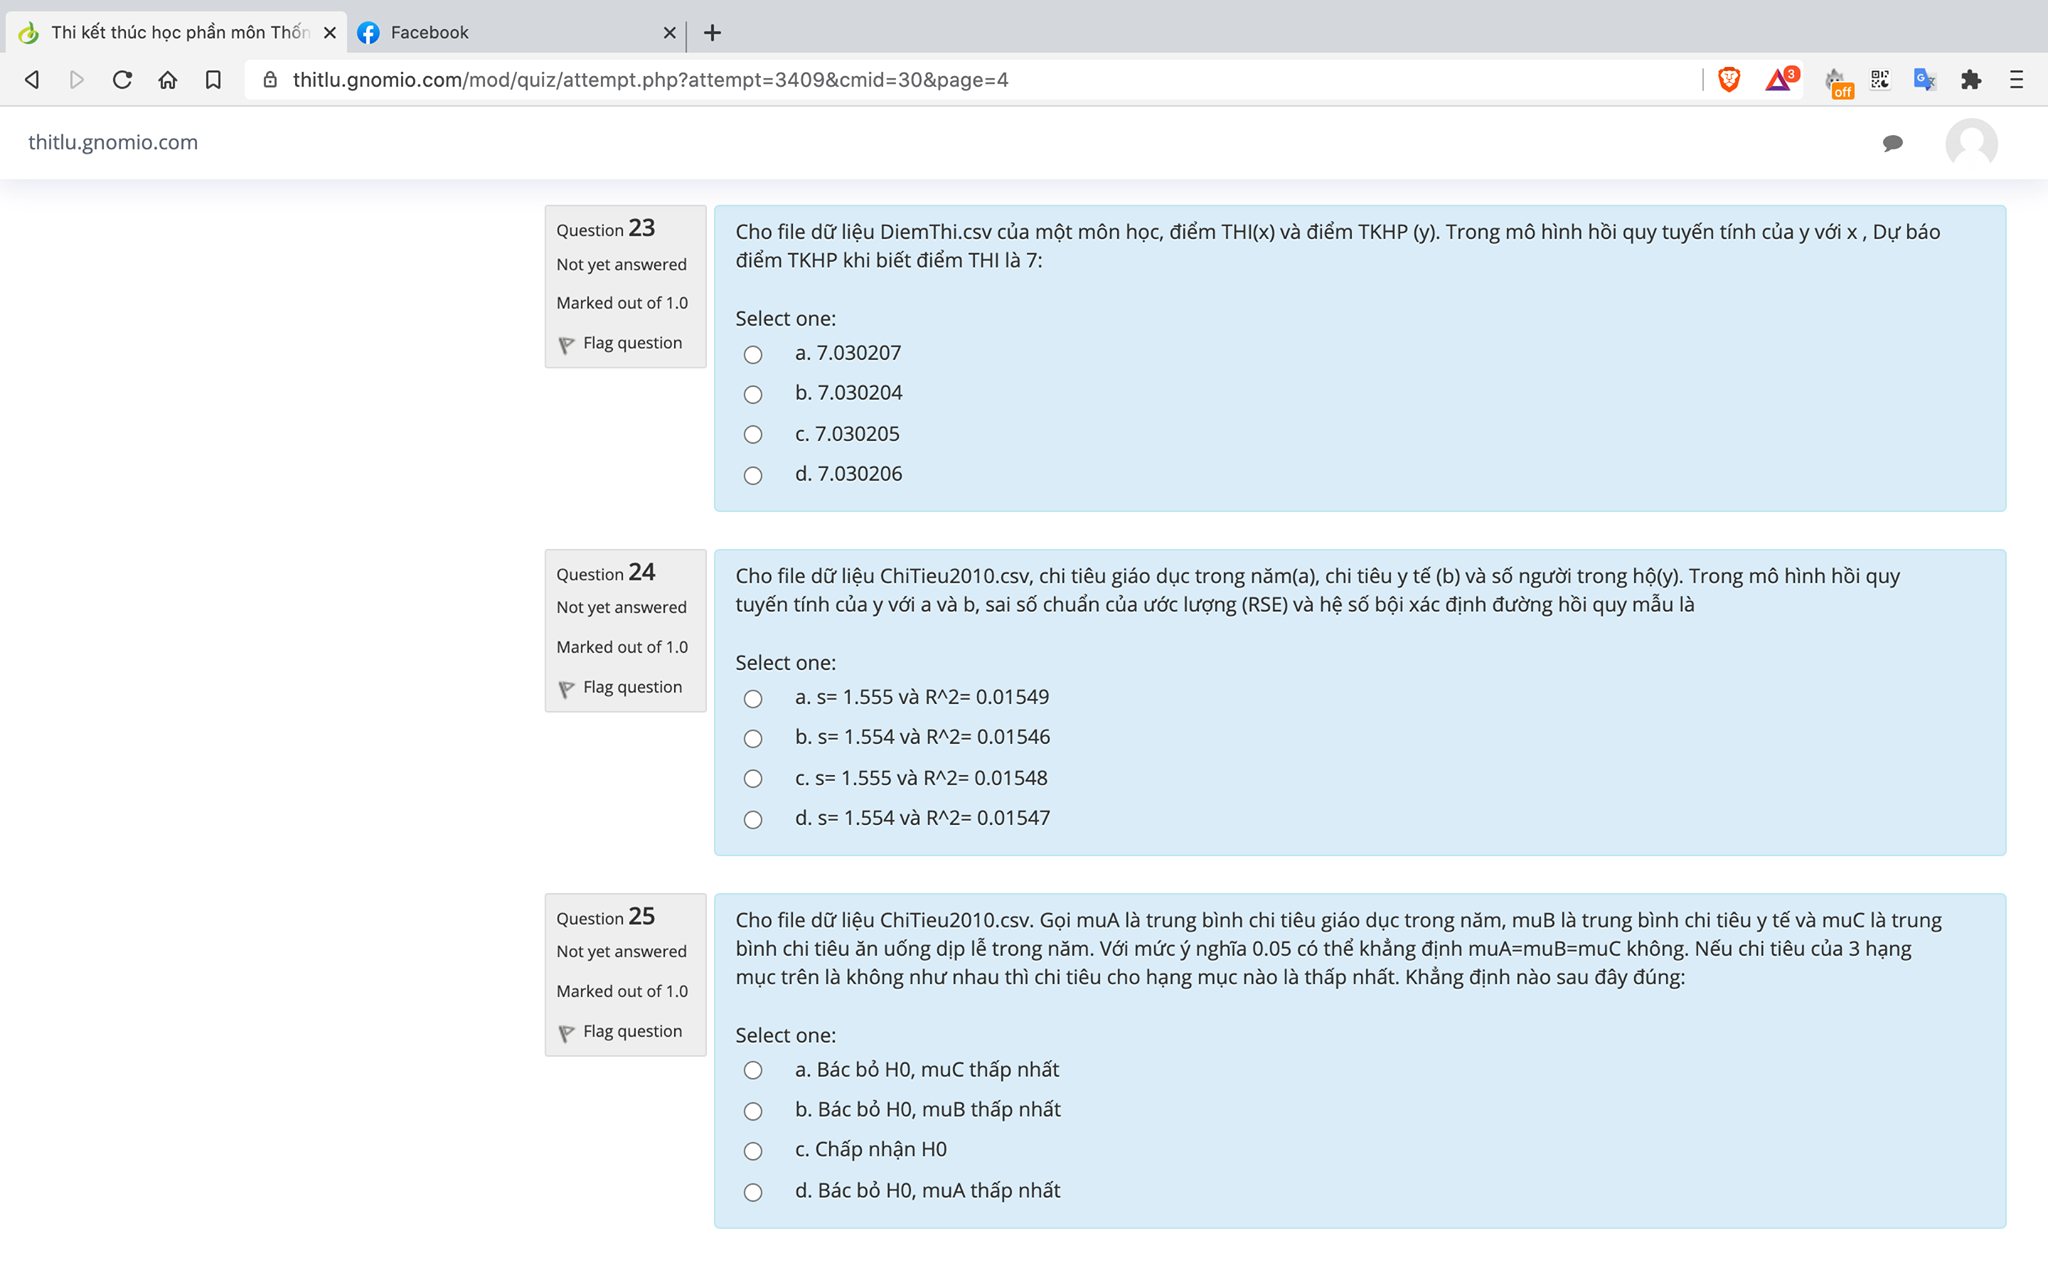 Thi kết thúc học phần môn Thốn
Facebook
thitlu.gnomio.com/mod/quiz/attempt.php?attempt=3409&cmid=30&page=4
3
off
thitlu.gnomio.com
Question 23
Not yet answered
Marked out of 1.0
Flag question
Cho file dữ liệu DiemThi.csv của một môn học, điểm THI(x) và điểm TKHP (y). Trong mô hình hồi quy tuyến tính của y với x , Dự báo
điểm TKHP khi biết điểm THI là 7:
Select one:
a. 7.030207
b. 7.030204
c. 7.030205
d. 7.030206
Question 24
Not yet answered
Marked out of 1.0
Flag question
Cho file dữ liệu ChiTieu2010.csv, chi tiêu giáo dục trong năm(a), chi tiêu y tế (b) và số người trong hộ(y). Trong mô hình hồi quy
tuyến tính của y với a và b, sai số chuẩn của ước lượng (RSE) và hệ số bội xác định đường hồi quy mẫu là
Select one:
a. s= 1.555 và R^2= 0.01549
b. s= 1.554 và R^2= 0.01546
c. s= 1.555 và R^2= 0.01548
d. s= 1.554 và R^2= 0.01547
Question 25
Not yet answered
Marked out of 1.0
Flag question
Cho file dữ liệu ChiTieu2010.csv. Gọi muA là trung bình chi tiêu giáo dục trong năm, muB là trung bình chi tiêu y tế và muC là trung
bình chi tiêu ăn uống dịp lễ trong năm. Với mức ý nghĩa 0.05 có thể khẳng định muA=muB=muC không. Nếu chi tiêu của 3 hạng
mục trên là không như nhau thì chi tiêu cho hạng mục nào là thấp nhất. Khẳng định nào sau đây đúng:
Select one:
a. Bác bỏ H0, muC thấp nhất
b. Bác bỏ H0, muB thấp nhất
c. Chấp nhận H0
d. Bác bỏ H0, muA thấp nhất